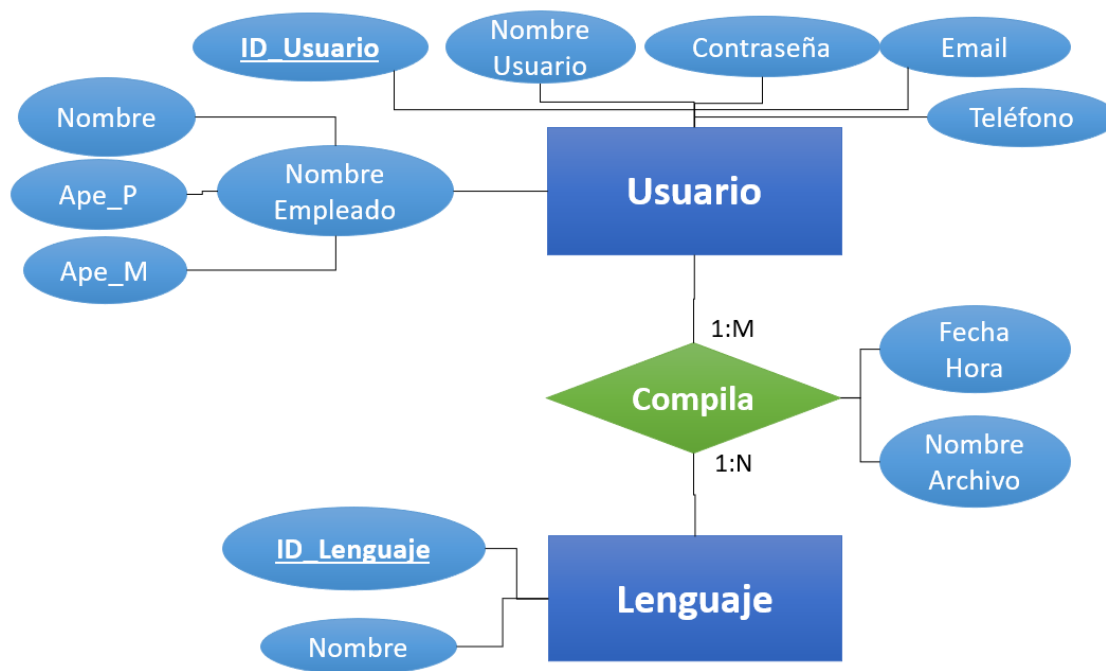 ID_Usuario
Nombre
Usuario
Contraseña
Email
Teléfono
Nombre
Ape_P
Ape_M
Nombre
Empleado
Usuario
1:M
Compila
1:N
Fecha
Hora
Nombre
Archivo
ID_Lenguaje
Nombre
Lenguaje